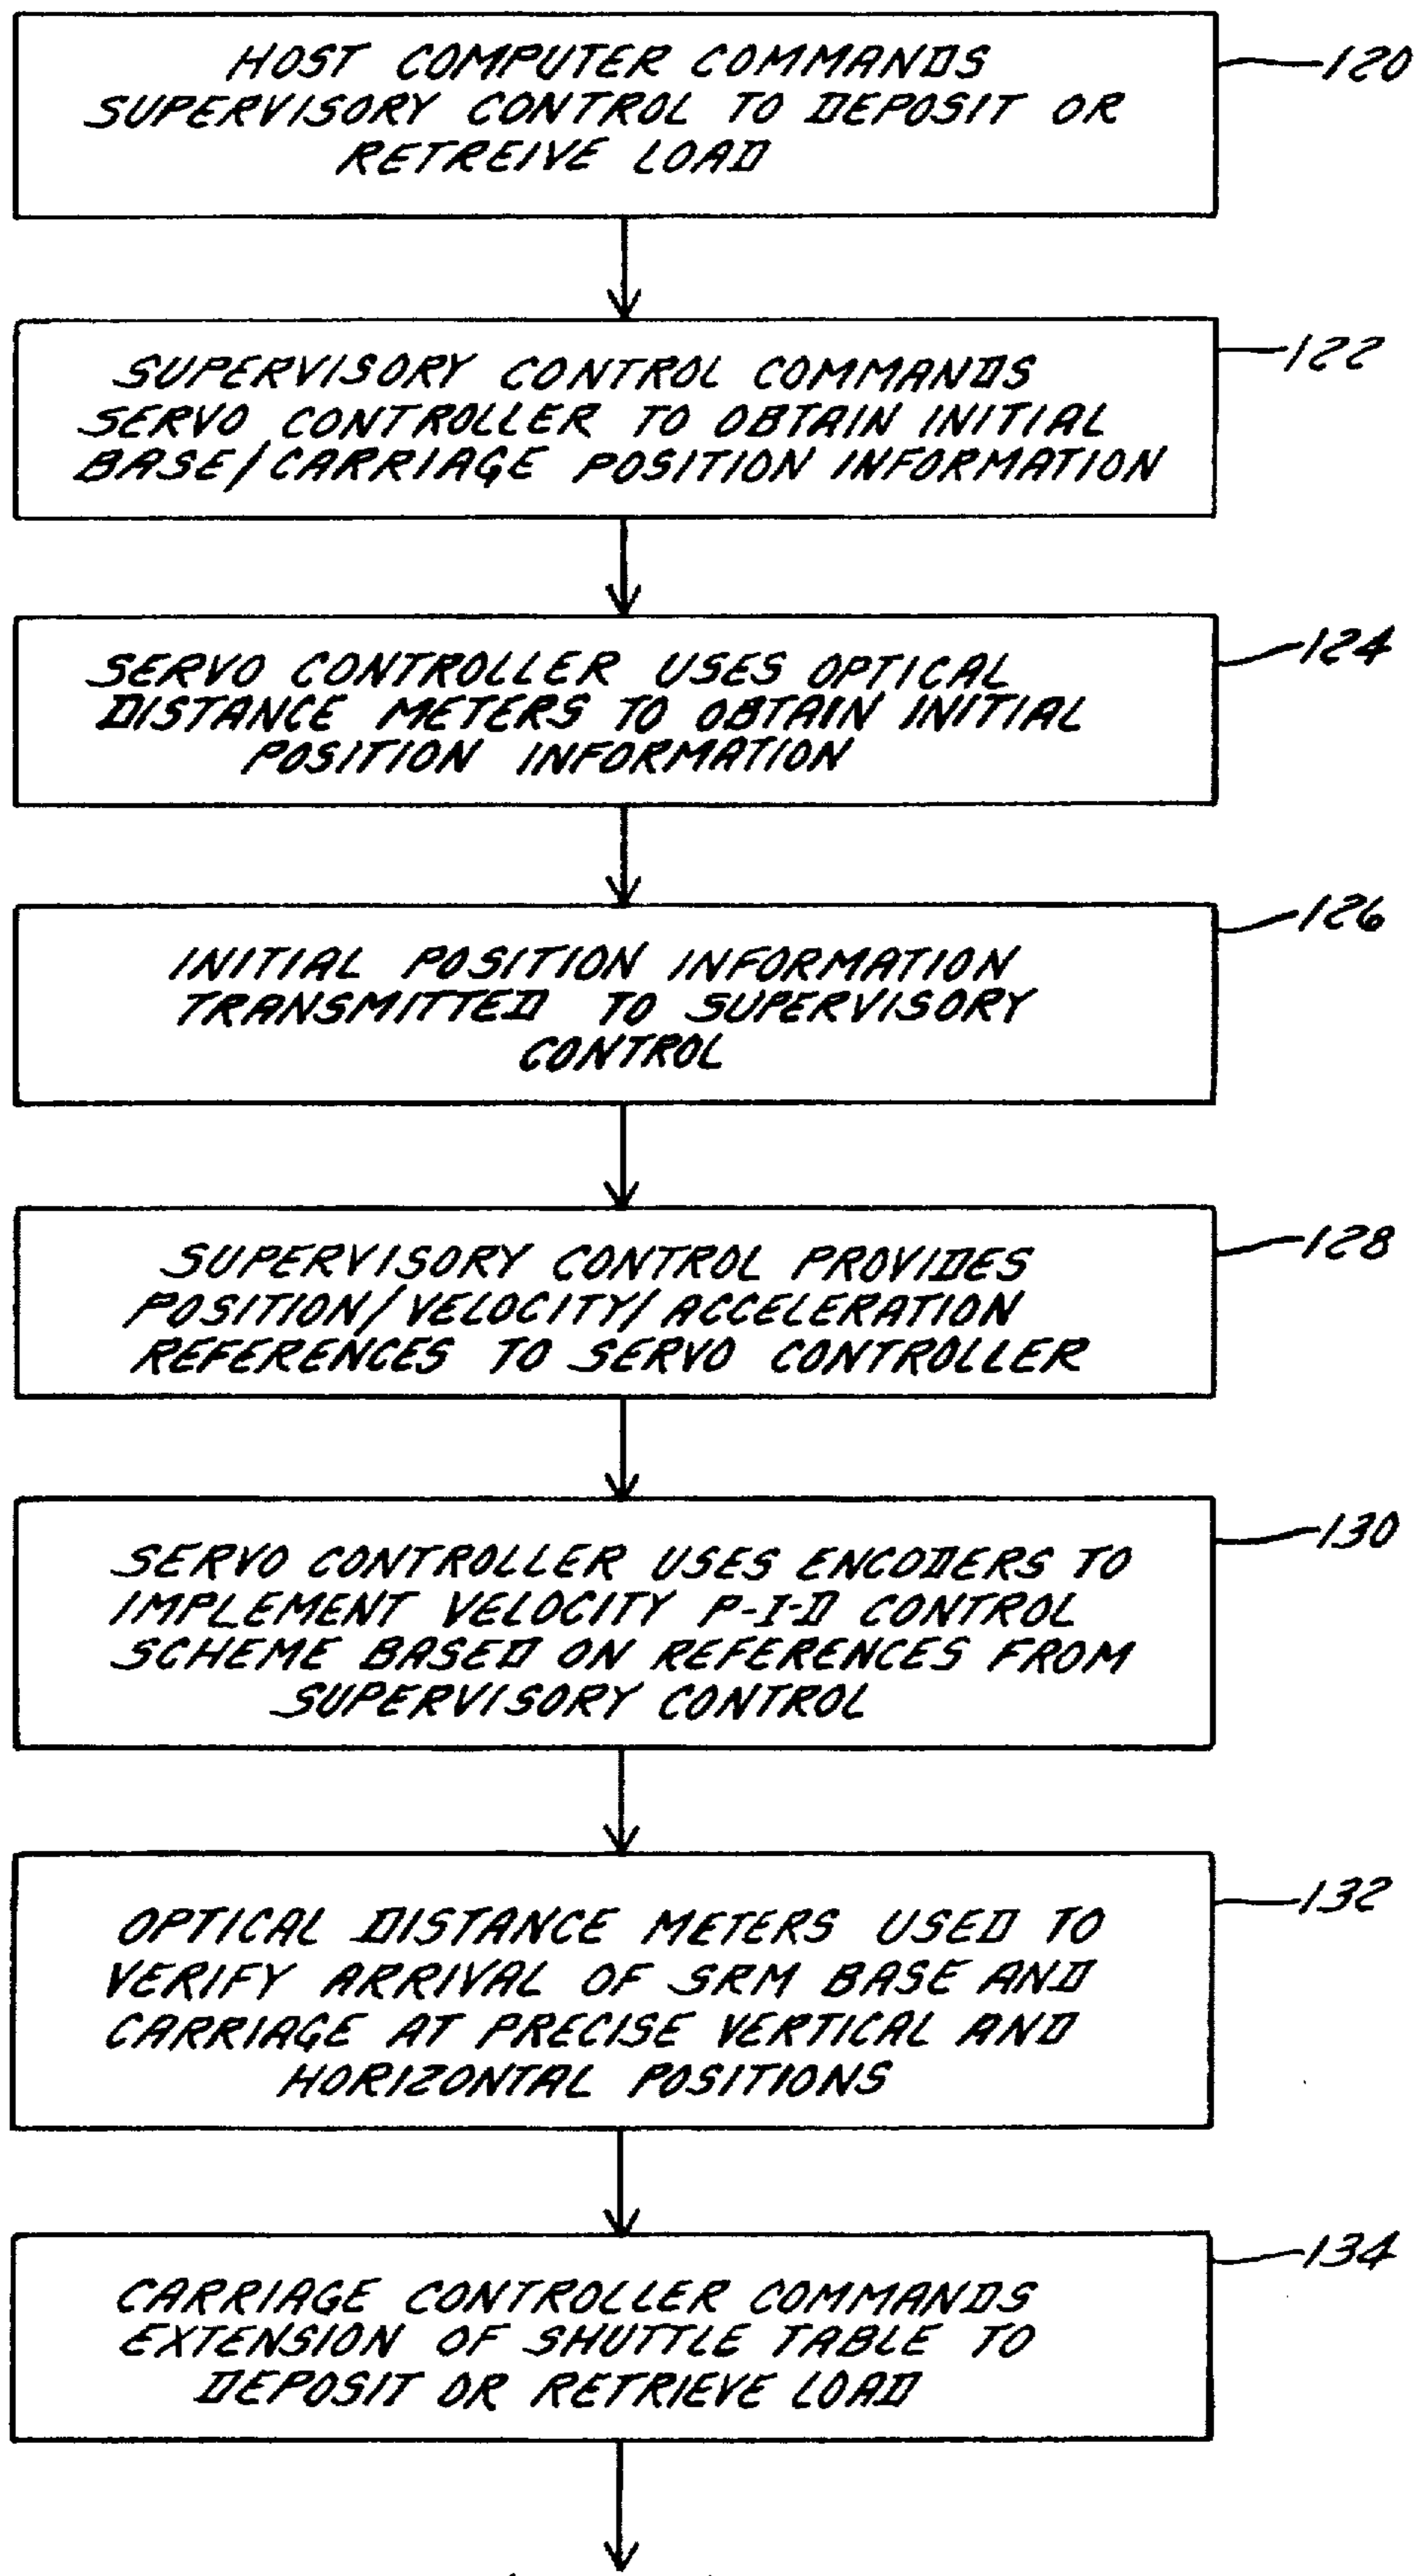 HOST COMPUTER COMMANDS
SUPERVISORY CONTROL TO DEPOSIT OR
RETREIVE LOAD
120
SUPERVISORY CONTROL COMMANDS
SERVO CONTROLLER TO OBTAIN INITIAL
BASE/CARRIAGE POSITION INFORMATION
122
SERVO CONTROLLER USES OPTICAL
DISTANCE METERS TO OBTAIN INITIAL
POSITION INFORMATION
124
INITIAL POSITION INFORMATION
TRANSMITTED TO SUPERVISORY
CONTROL
126
SUPERVISORY CONTROL PROVIDES
POSITION/VELOCITY/ACCELERATION
REFERENCES TO SERVO CONTROLLER
128
SERVO CONTROLLER USES ENCODERS TO
IMPLEMENT VELOCITY P-I-D CONTROL
SCHEME BASED ON REFERENCES FROM
SUPERVISORY CONTROL
130
OPTICAL DISTANCE METERS USED TO
VERIFY ARRIVAL OF SRM BASE AND
CARRIAGE AT PRECISE VERTICAL AND
HORIZONTAL POSITIONS
132
CARRIAGE CONTROLLER COMMANDS
EXTENSION OF SHUTTLE TABLE TO
DEPOSIT OR RETRIEVE LOAD
134